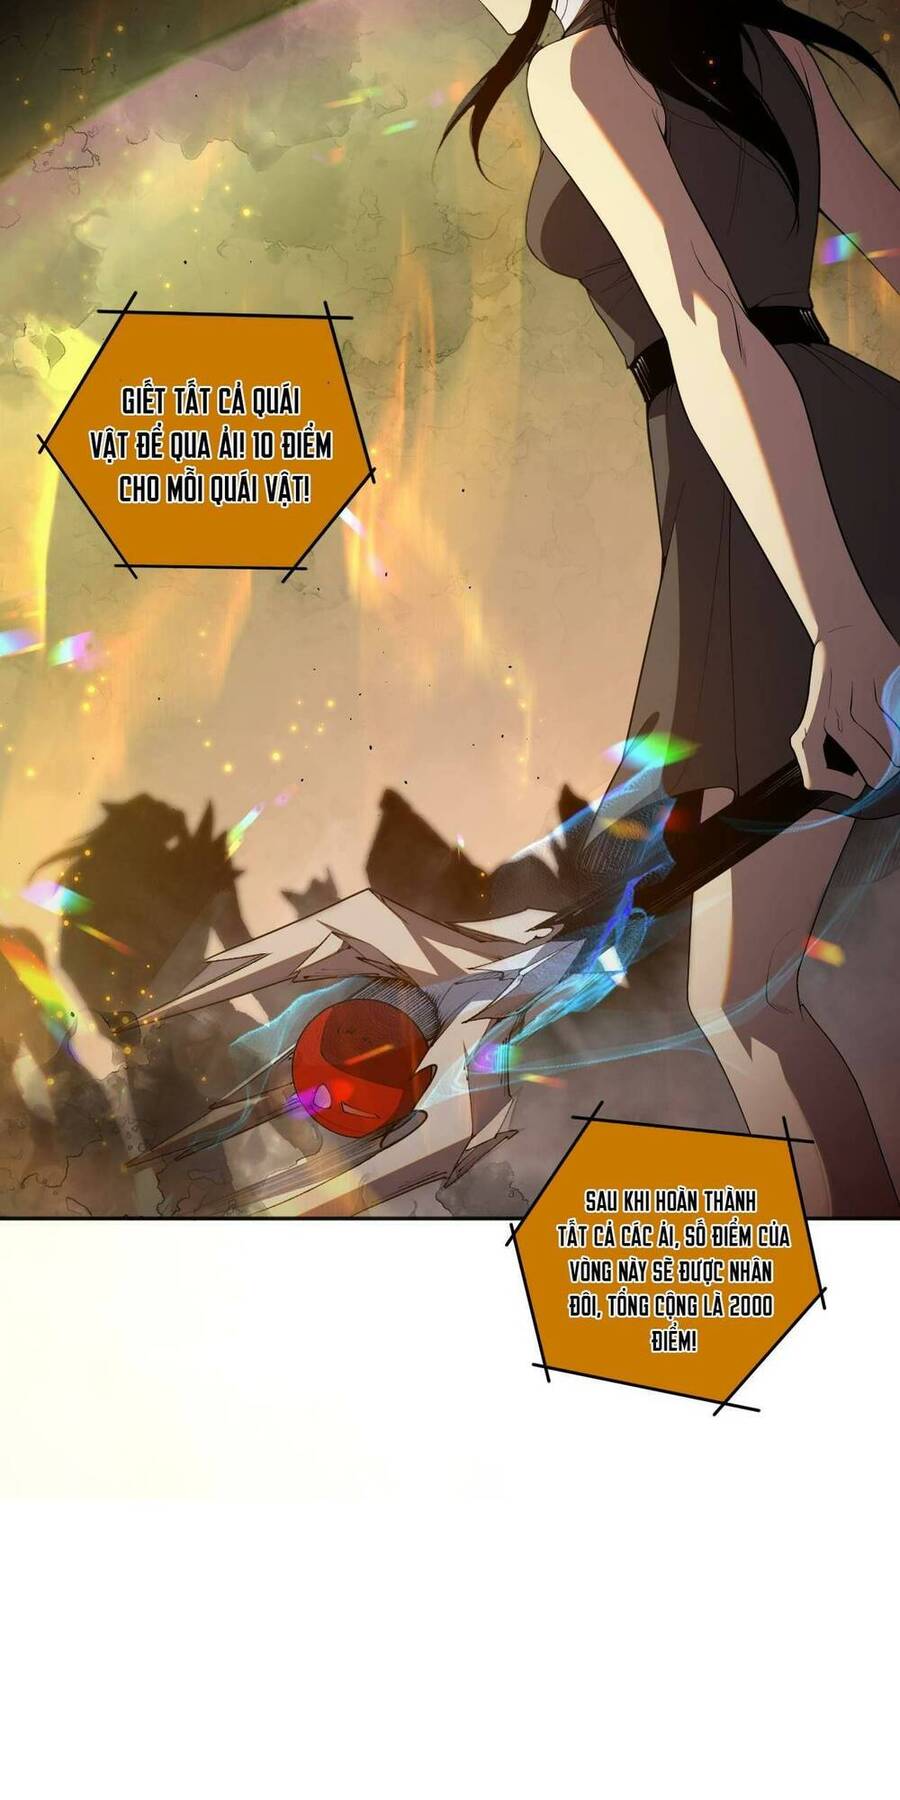 GIẾT TẤT CẢ QUÁI
VẬT ĐỂ QUA ẢI! 10 ĐIỂM
CHO MỖI QUÁI VẬT!
SAU KHI HOÀN THÀNH
TẤT CẢ CÁC ẢI, SỐ ĐIỂM CỦA
VÒNG NÀY SẼ ĐƯỢC NHÂN
ĐÔI, TỔNG CỘNG LÀ 2000
ĐIỂM!